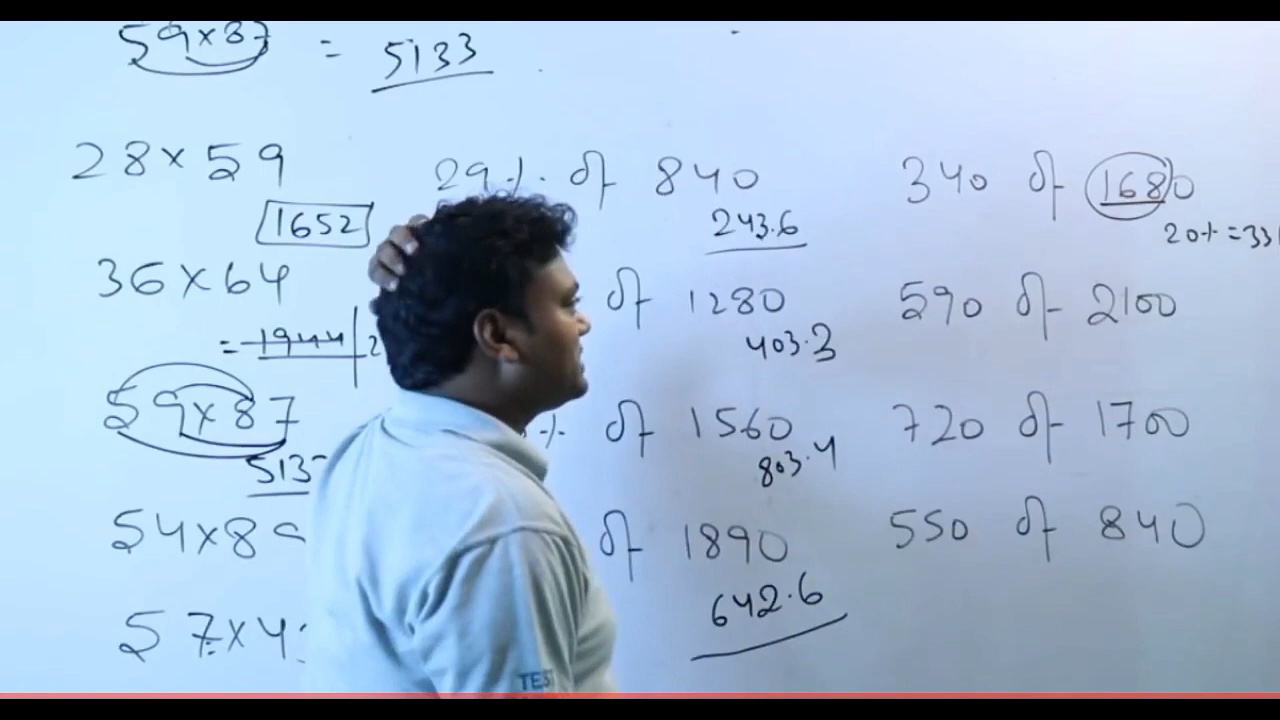 59×87 = 5133
28×59
1652
36×64
= 1944
59×87
513
54×8
57×4
29% of 840
243.6
of 1280
403.3
% of 1560
803.4
of 1890
642.6
340 of 1680
20% = 33
590 of 2100
720 of 1700
550 of 840
TES